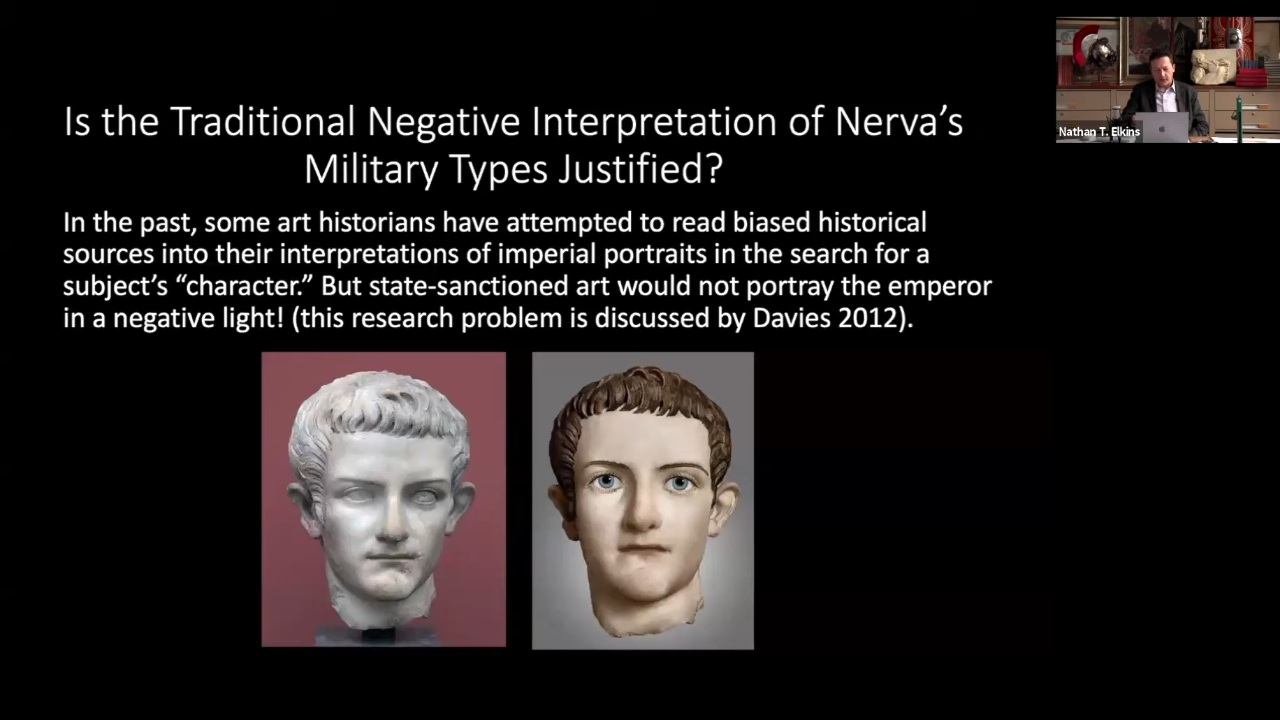 Is the Traditional Negative Interpretation of Nerva’s
Military Types Justified?
In the past, some art historians have attempted to read biased historical
sources into their interpretations of imperial portraits in the search for a
subject’s “character.” But state-sanctioned art would not portray the emperor
in a negative light! (this research problem is discussed by Davies 2012).
Nathan T. Elkins